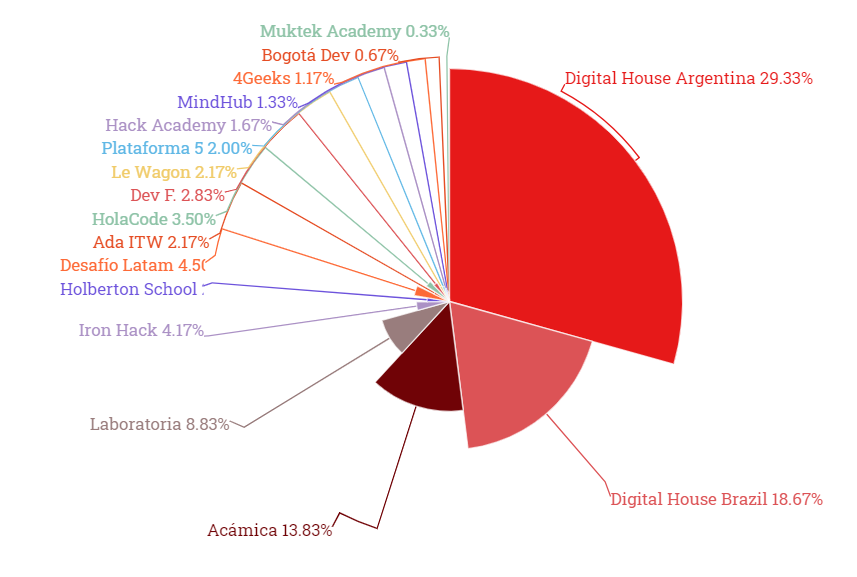 Muktek Academy 0.33%
Bogotá Dev 0.67%
4Geeks 1.17%
Digital House Argentina 29.33%
MindHub 1.33%
Hack Academy 1.67%
Plataforma 5 2.00%
Le Wagon 2.17%
Dev F. 2.83%
HolaCode 3.50%
Ada ITW 2.17%
Desafío Latam
Holberton School
Iron Hack 4.17%
Laboratoria 8.83%
Digital House Brazil 18.67%
Acámica 13.83%